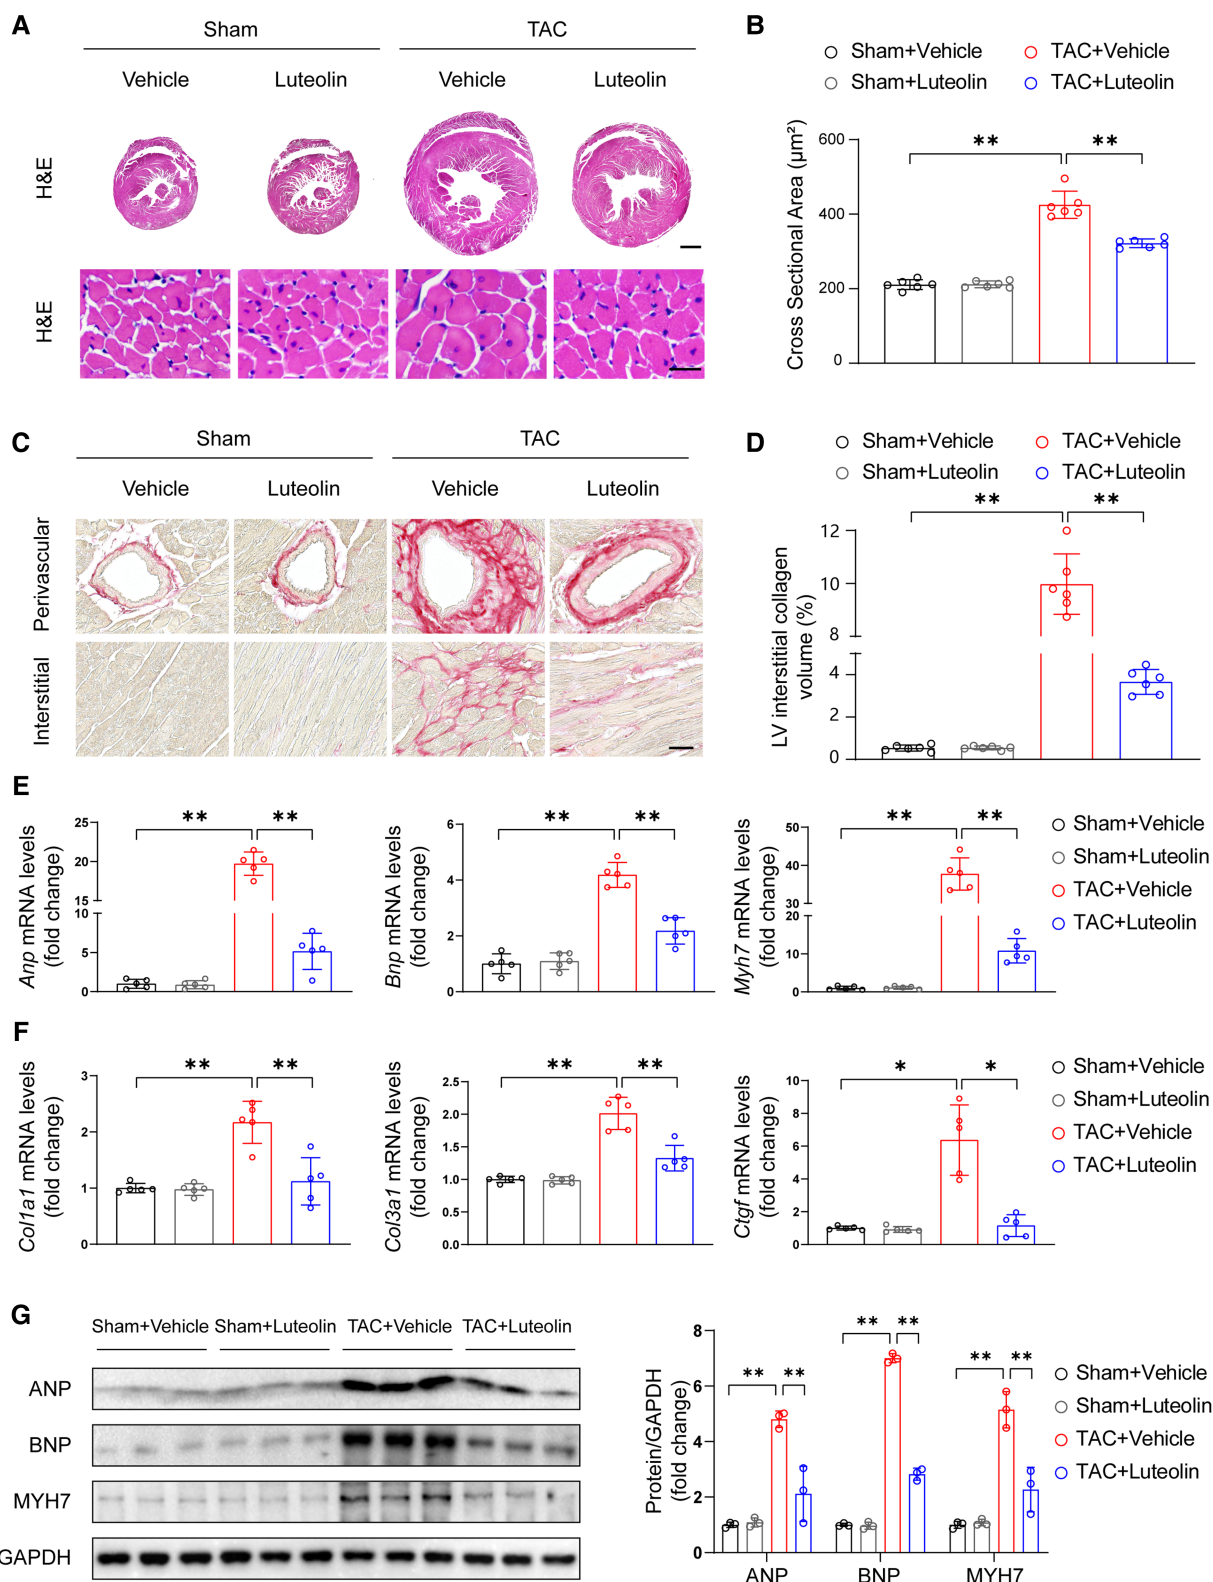 A
Sham
TAC
Vehicle
Luteolin
Vehicle
Luteolin
H&E
H&E
B
Sham+Vehicle
TAC+Vehicle
Sham+Luteolin
TAC+Luteolin
Cross Sectional Area (µm²)
600
400
200
0
**
**
C
Sham
TAC
Vehicle
Luteolin
Vehicle
Luteolin
Perivascular
Interstitial
D
Sham+Vehicle
TAC+Vehicle
Sham+Luteolin
TAC+Luteolin
LV interstitial collagen
volume (%)
12
10
8
4
2
0
**
**
E
Anp mRNA levels
(fold change)
25
20
15
10
5
0
**
**
Bnp mRNA levels
(fold change)
6
4
2
0
**
**
Myh7 mRNA levels
(fold change)
50
40
30
20
10
0
**
**
Sham+Vehicle
Sham+Luteolin
TAC+Vehicle
TAC+Luteolin
F
Col1a1 mRNA levels
(fold change)
3
2
1
0
**
**
Col3a1 mRNA levels
(fold change)
2.5
2.0
1.5
1.0
0.5
0.0
**
**
Ctgf mRNA levels
(fold change)
10
8
6
4
2
0
*
*
Sham+Vehicle
Sham+Luteolin
TAC+Vehicle
TAC+Luteolin
G
Sham+Vehicle
Sham+Luteolin
TAC+Vehicle
TAC+Luteolin
ANP
BNP
MYH7
GAPDH
Protein/GAPDH
(fold change)
8
6
4
2
0
**
**
**
**
**
**
ANP
BNP
MYH7
Sham+Vehicle
Sham+Luteolin
TAC+Vehicle
TAC+Luteolin